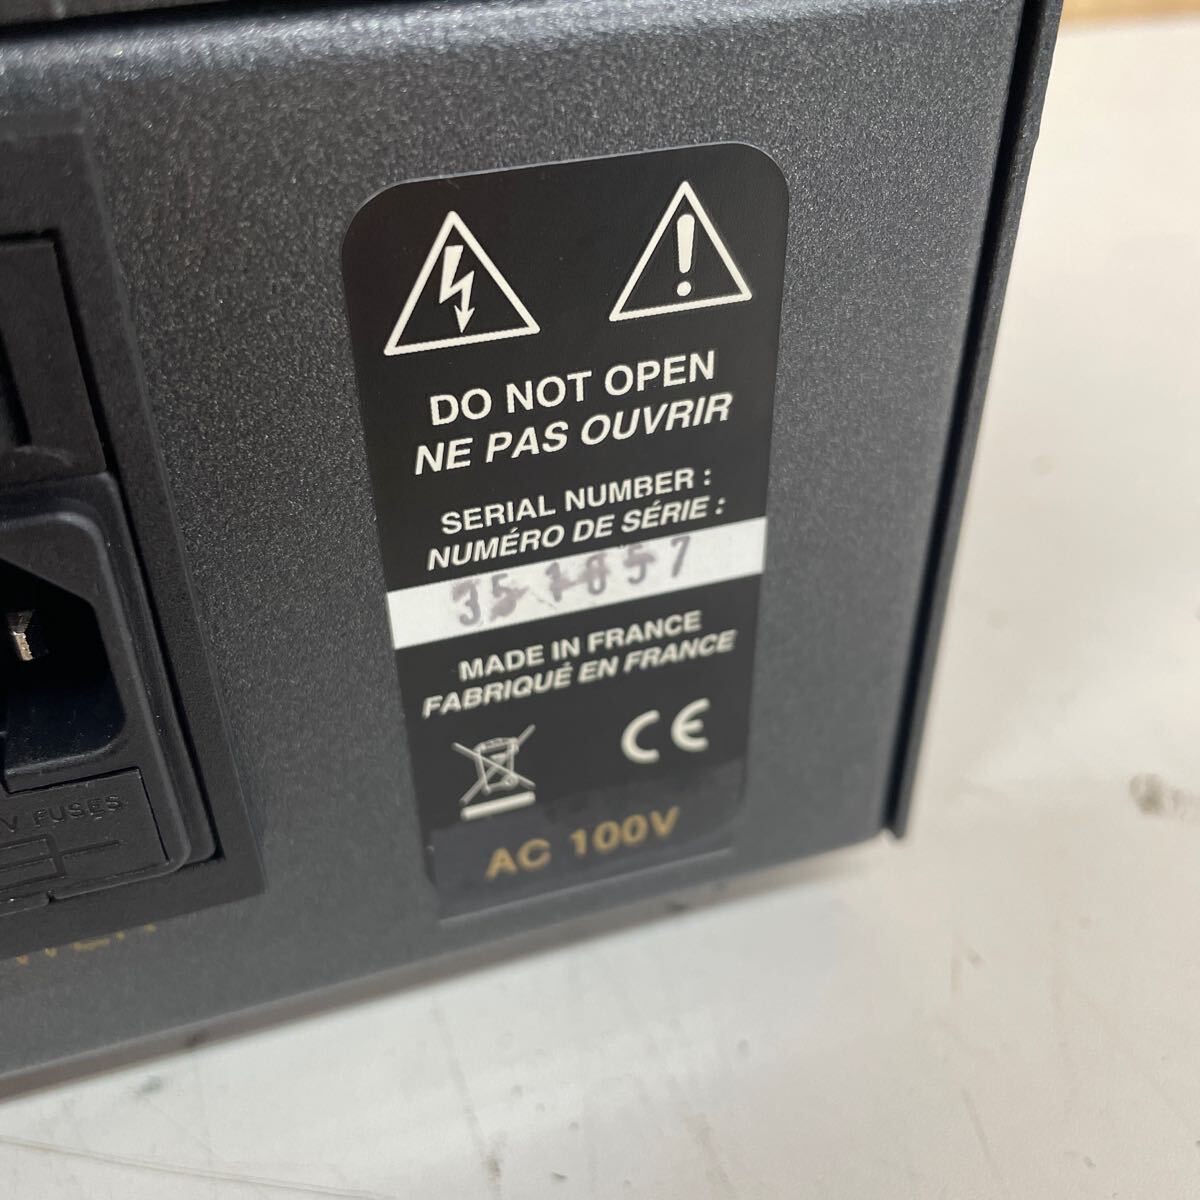 DO NOT OPEN
NE PAS OUVRIR
SERIAL NUMBER :
NUMÉRO DE SÉRIE :
351857
MADE IN FRANCE
FABRIQUÉ EN FRANCE
CE
AC 100V
V FUSES